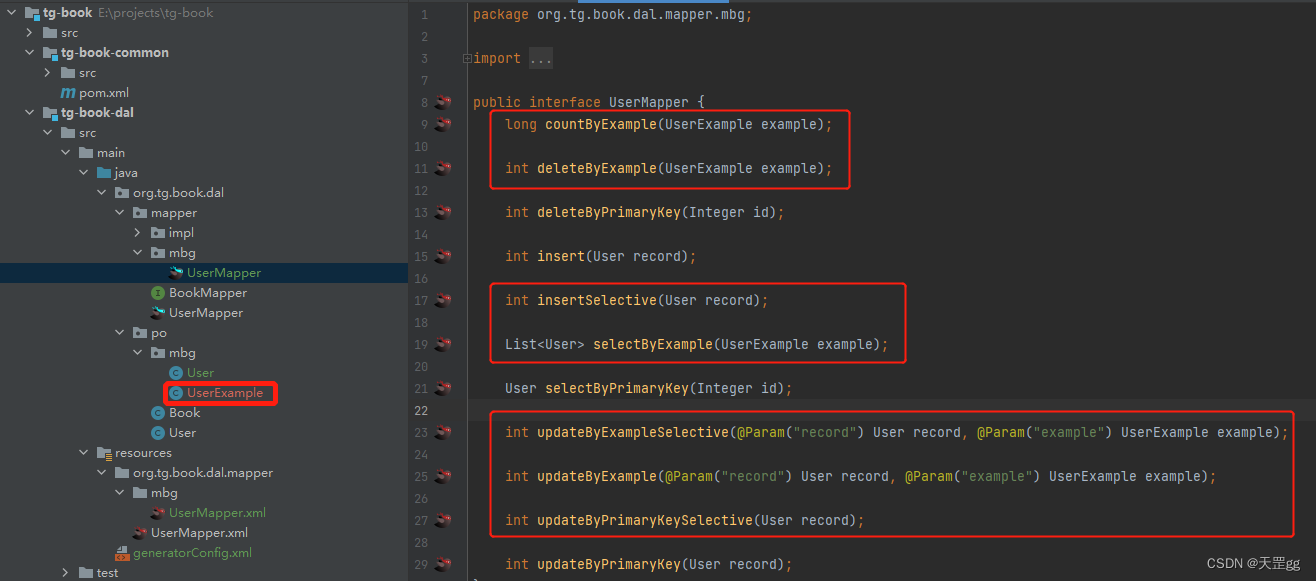 tg-book E:\projects\tg-book
src
tg-book-common
src
pom.xml
tg-book-dal
src
main
java
org.tg.book.dal
mapper
impl
mbg
UserMapper
BookMapper
UserMapper
po
mbg
User
UserExample
Book
User
resources
org.tg.book.dal.mapper
mbg
UserMapper.xml
UserMapper.xml
generatorConfig.xml
test
1 package org.tg.book.dal.mapper.mbg;
2
3 import ...
7
8 public interface UserMapper {
9 long countByExample(UserExample example);
10
11 int deleteByExample(UserExample example);
12
13 int deleteByPrimaryKey(Integer id);
14
15 int insert(User record);
16
17 int insertSelective(User record);
18
19 List<User> selectByExample(UserExample example);
20
21 User selectByPrimaryKey(Integer id);
22
23 int updateByExampleSelective(@Param("record") User record, @Param("example") UserExample example);
24
25 int updateByExample(@Param("record") User record, @Param("example") UserExample example);
26
27 int updateByPrimaryKeySelective(User record);
28
29 int updateByPrimaryKey(User record);
CSDN @天罡gg